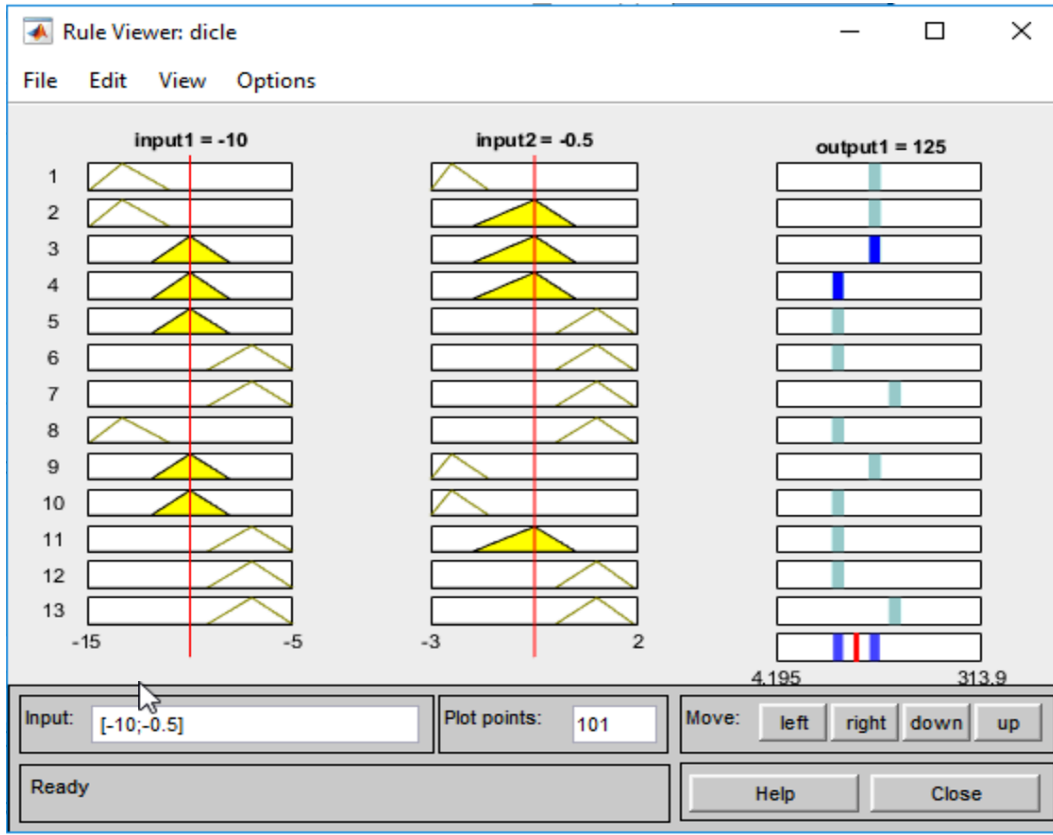 Rule Viewer: dicle
File Edit View Options
input1 = -10 input2 = -0.5 output1 = 125
1
2
3
4
5
6
7
8
9
10
11
12
13
-15 -5 -3 2
4.195 313.9
Input: [-10;-0.5] Plot points: 101 Move: left right down up
Ready Help Close